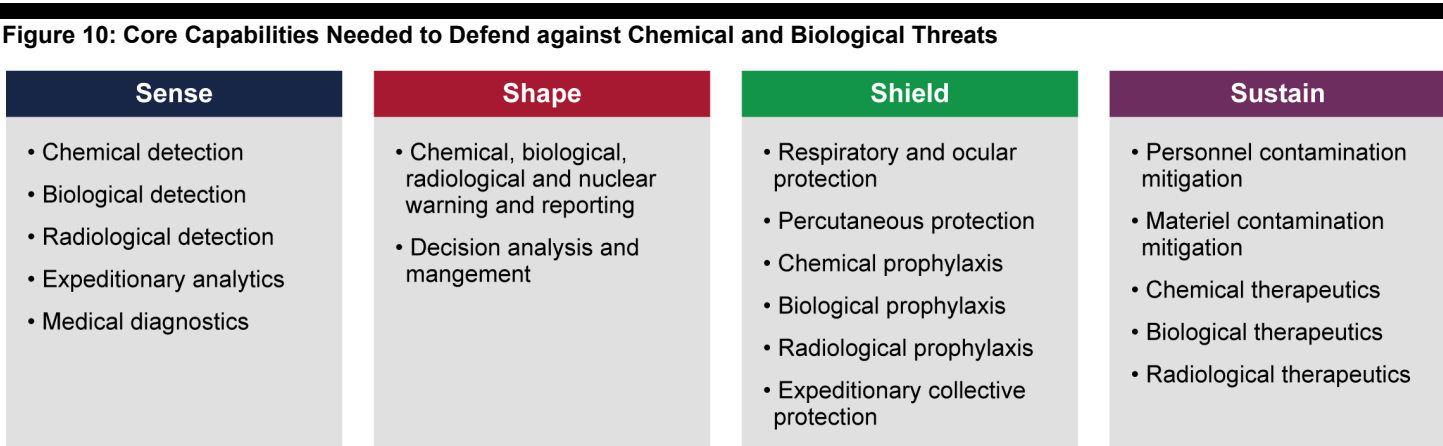 Figure 10: Core Capabilities Needed to Defend against Chemical and Biological Threats
Sense
• Chemical detection
• Biological detection
• Radiological detection
• Expeditionary analytics
• Medical diagnostics
Shape
• Chemical, biological,
radiological and nuclear
warning and reporting
• Decision analysis and
mangement
Shield
• Respiratory and ocular
protection
• Percutaneous protection
• Chemical prophylaxis
• Biological prophylaxis
• Radiological prophylaxis
• Expeditionary collective
protection
Sustain
• Personnel contamination
mitigation
• Materiel contamination
mitigation
• Chemical therapeutics
• Biological therapeutics
• Radiological therapeutics